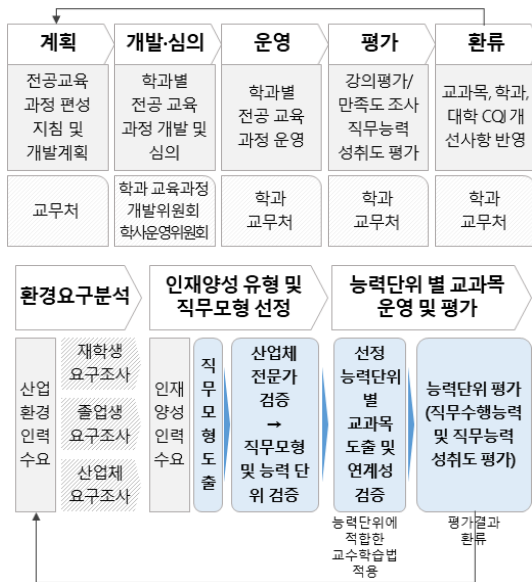 계획
개발·심의
운영
평가
환류
전공교육
과정 편성
지침 및
개발계획
학과별
전공 교육
과정 개발 및
심의
학과별
전공 교육
과정 운영
강의평가/
만족도 조사
직무능력
성취도 평가
교과목, 학과,
대학 CQI 개
선사항 반영
교무처
학과 교육과정
개발위원회
학사운영위원회
학과
교무처
학과
교무처
학과
교무처
환경요구분석
인재양성 유형 및
직무모형 선정
능력단위 별 교과목
운영 및 평가
산업
환경
인력
수요
재학생
요구조사
졸업생
요구조사
산업체
요구조사
인재
양성
인력
수요
직
무
모
형
도
출
산업체
전문가
검증
→
직무모형
및 능력 단
위 검증
선정
능력단위
별
교과목
도출 및
연계성
검증
능력단위 평가
(직무수행능력
및 직무능력
성취도 평가)
능력단위에
적합한
교수학습법
적용
평가결과
환류